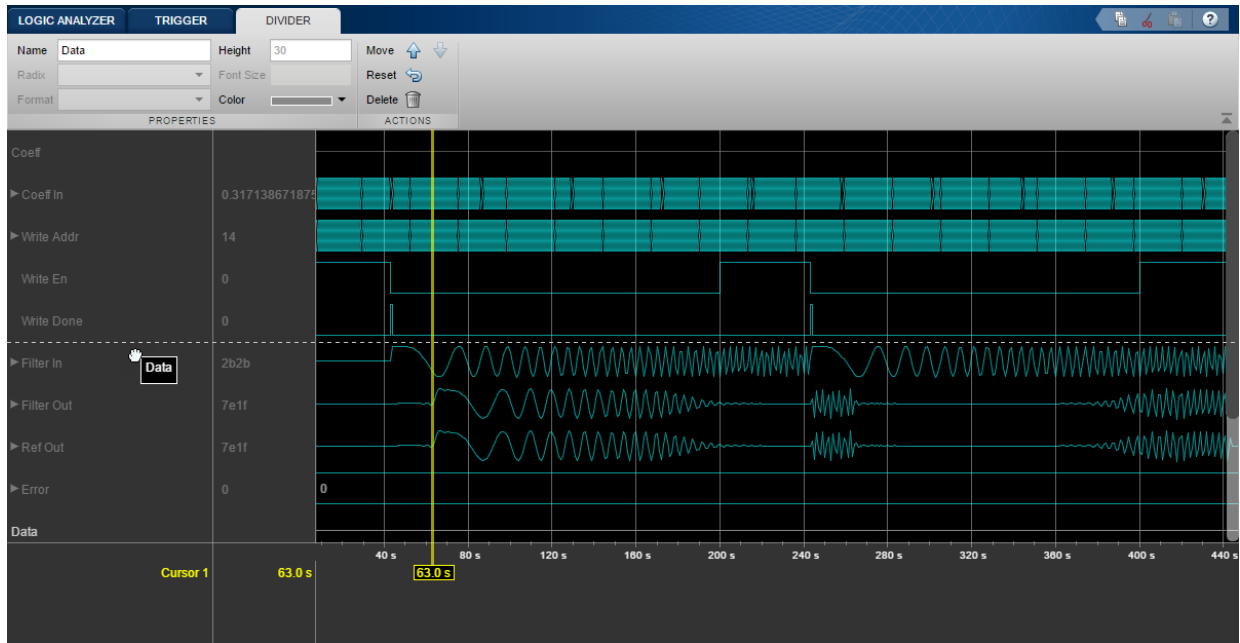 LOGIC ANALYZER TRIGGER DIVIDER
?
Name Data Height 30 Move
Radix Font Size Reset
Format Color Delete
PROPERTIES ACTIONS
Coeff
Coeff In 0.317138671875
Write Addr 14
Write En 0
Write Done 0
Filter In Data 2b2b
Filter Out 7e1f
Ref Out 7e1f
Error 0 0
Data
40 s 80 s 120 s 160 s 200 s 240 s 280 s 320 s 360 s 400 s 440 s
Cursor 1 63.0 s 63.0 s